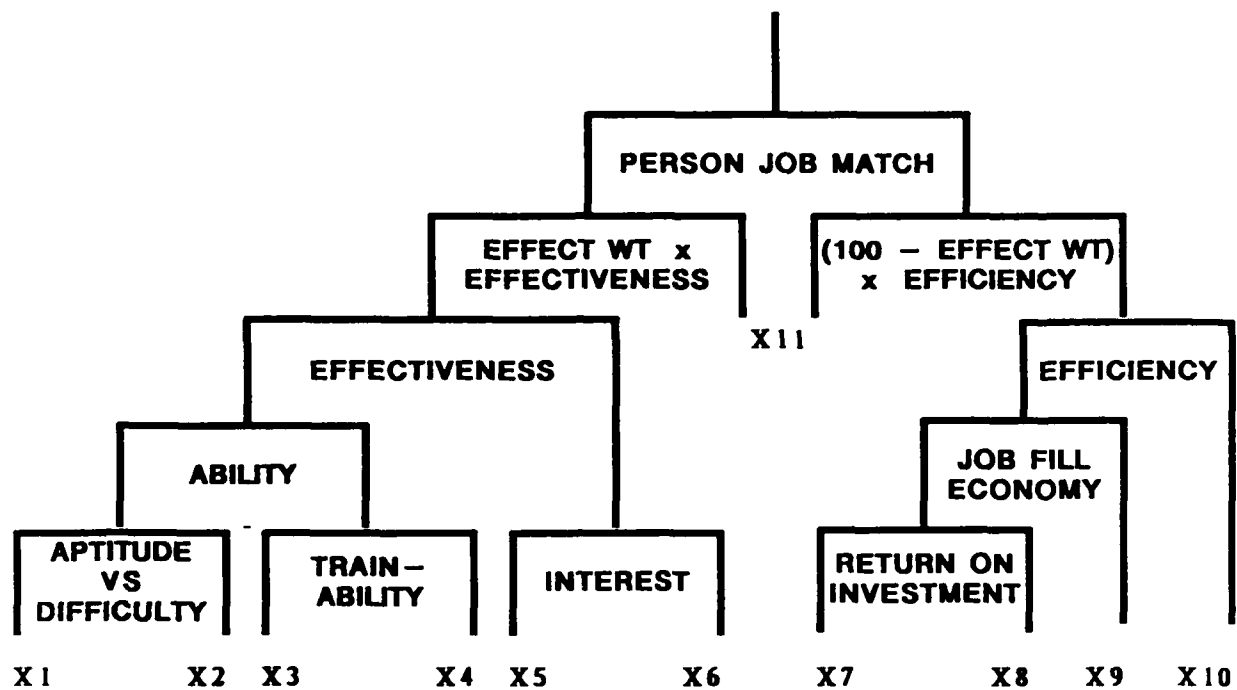 PERSON JOB MATCH
EFFECT WT x
EFFECTIVENESS
(100 – EFFECT WT)
x EFFICIENCY
X11
EFFECTIVENESS
EFFICIENCY
ABILITY
JOB FILL
ECONOMY
APTITUDE
VS
DIFFICULTY
TRAIN–
ABILITY
INTEREST
RETURN ON
INVESTMENT
X1 X2 X3 X4 X5 X6 X7 X8 X9 X10